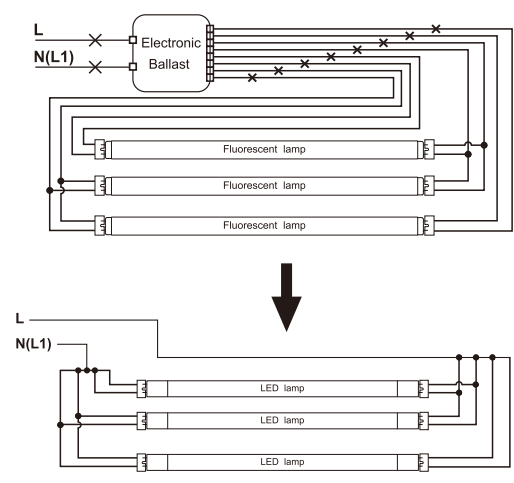 L
N(L1)
Electronic
Ballast
Fluorescent lamp
Fluorescent lamp
Fluorescent lamp
L
N(L1)
LED lamp
LED lamp
LED lamp